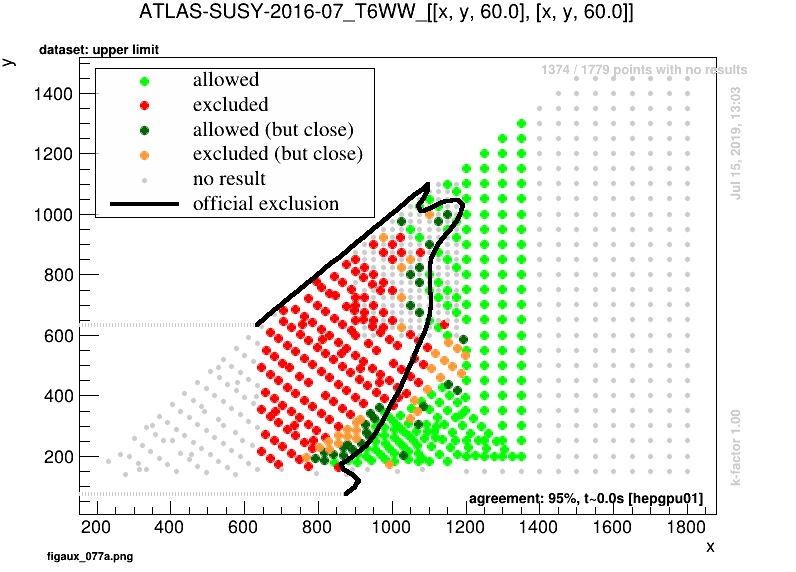 ATLAS-SUSY-2016-07_T6WW_[[x, y, 60.0], [x, y, 60.0]]
dataset: upper limit
y
1374 / 1779 points with no results
allowed
excluded
allowed (but close)
excluded (but close)
no result
official exclusion
Jul 15, 2019, 13:03
k-factor 1.00
1400
1200
1000
800
600
400
200
agreement: 95%, t~0.0s [hepgpu01]
200 400 600 800 1000 1200 1400 1600 1800
x
figaux_077a.png